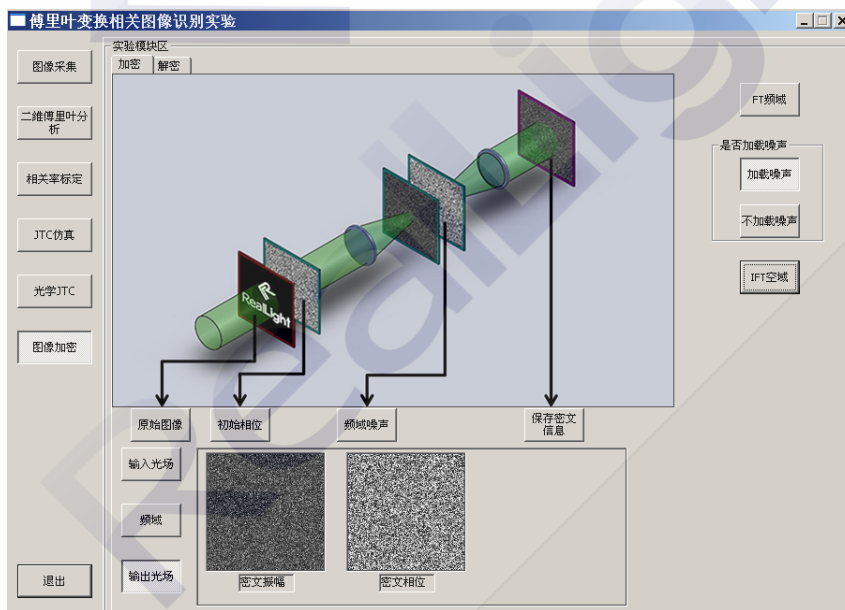 傅里叶变换相关图像识别实验
图像采集
二维傅里叶分
析
相关率标定
JTC仿真
光学JTC
图像加密
退出
实验模块区
加密
解密
RealLight
原始图像
初始相位
频域噪声
保存密文
信息
输入光场
频域
输出光场
密文振幅
密文相位
FT频域
是否加载噪声
加载噪声
不加载噪声
IFT空域
RealLight